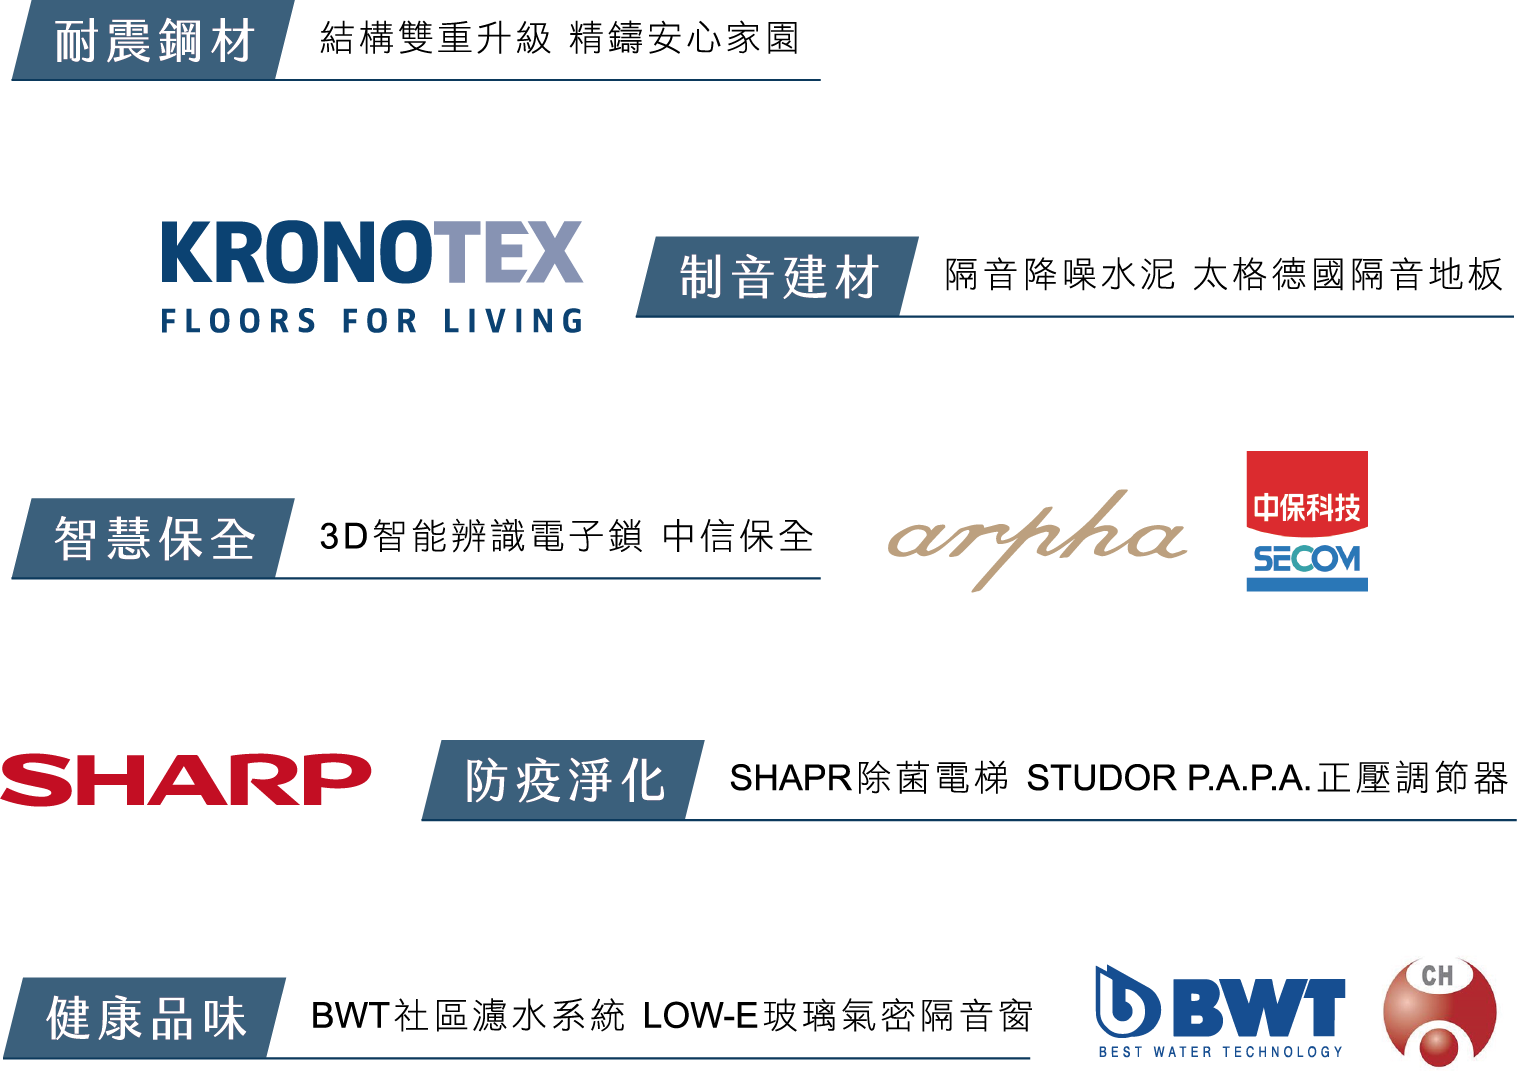 耐震鋼材 結構雙重升級 精鑄安心家園
KRONOTEX
FLOORS FOR LIVING
制音建材 隔音降噪水泥 太格德國隔音地板
智慧保全 3D智能辨識電子鎖 中信保全
arpha
中保科技
SECOM
SHARP
防疫淨化 SHAPR除菌電梯 STUDOR P.A.P.A.正壓調節器
健康品味 BWT社區濾水系統 LOW-E玻璃氣密隔音窗
BWT
BEST WATER TECHNOLOGY
CH